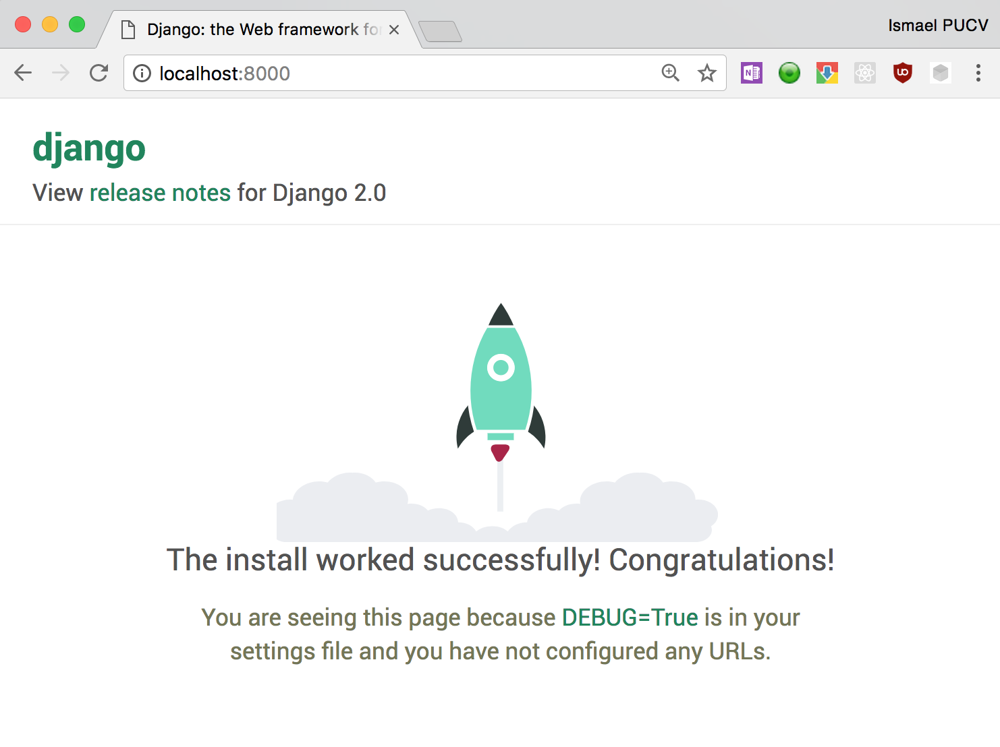 Django: the Web framework for
Ismael PUCV
localhost:8000
N
UO
django
View release notes for Django 2.0
The install worked successfully! Congratulations!
You are seeing this page because DEBUG=True is in your
settings file and you have not configured any URLs.